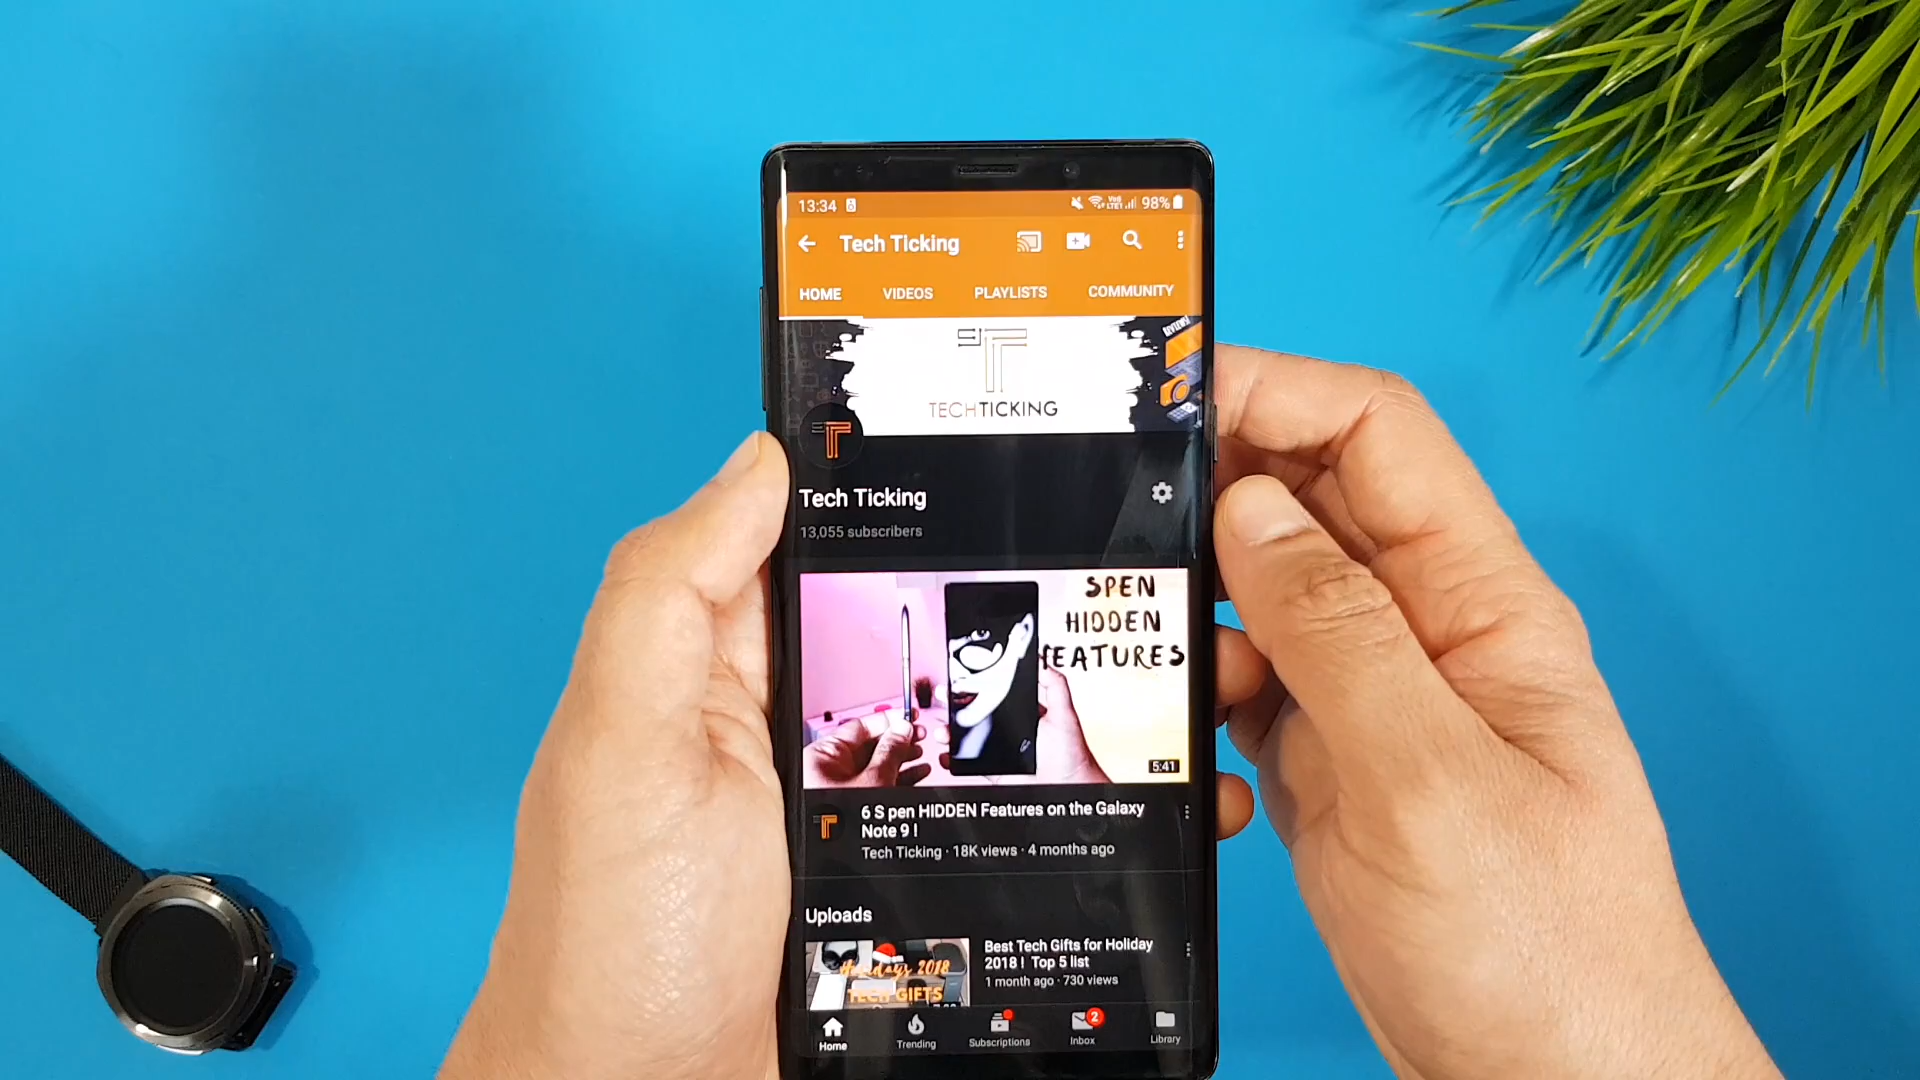 13:34 98%
Tech Ticking
HOME VIDEOS PLAYLISTS COMMUNITY
TECHTICKING
Tech Ticking
13,055 subscribers
SPEN
HIDDEN
FEATURES
5:41
6 S pen HIDDEN Features on the Galaxy
Note 9 !
Tech Ticking · 18K views · 4 months ago
Uploads
Best Tech Gifts for Holiday
2018 ! Top 5 list
1 month ago · 730 views
Holidays 2018
TECH GIFTS
2
Home Trending Subscriptions Inbox Library